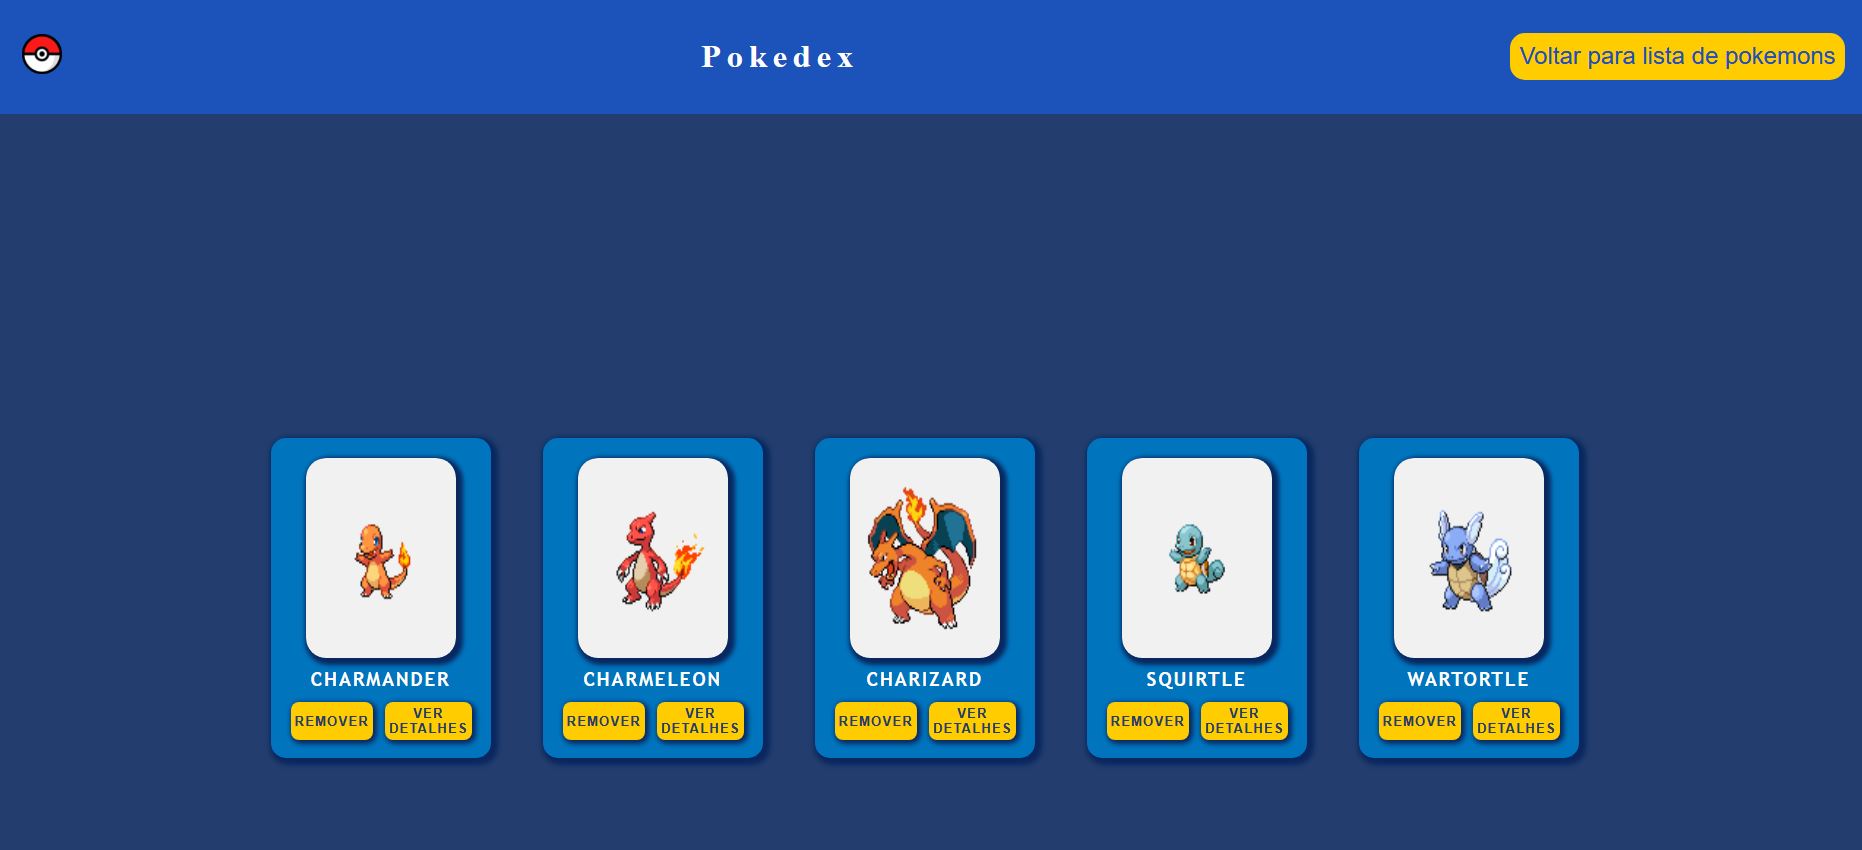 Pokedex
Voltar para lista de pokemons
CHARMANDER
REMOVER
VER
DETALHES
CHARMELEON
REMOVER
VER
DETALHES
CHARIZARD
REMOVER
VER
DETALHES
SQUIRTLE
REMOVER
VER
DETALHES
WARTORTLE
REMOVER
VER
DETALHES